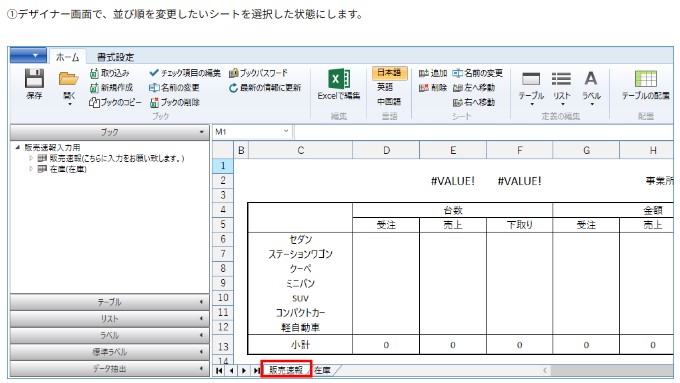 ①デザイナー画面で、並び順を変更したいシートを選択した状態にします。
ホーム 書式設定
保存 開く 取り込み 新規作成 ブックのコピー チェック項目の編集 名前の変更 ブックの削除 ブックパスワード 最新の情報に更新
ブック
Excelで編集
編集
日本語 英語 中国語
言語
追加 削除 名前の変更 左へ移動 右へ移動
シート
テーブル リスト ラベル
定義の編集
テーブルの配置
配置
ブック
M1
販売速報入力用
販売速報(こちらに入力をお願い致します。)
在庫(在庫)
テーブル
リスト
ラベル
標準ラベル
データ抽出
B C D E F G H
1
2 #VALUE! #VALUE! 事業所
3
4 台数 金額
5 受注 売上 下取り 受注 売上
6 セダン
7 ステーションワゴン
8 クーペ
9 ミニバン
10 SUV
11 コンパクトカー
12 軽自動車
13 小計 0 0 0 0 0
14
販売速報 在庫